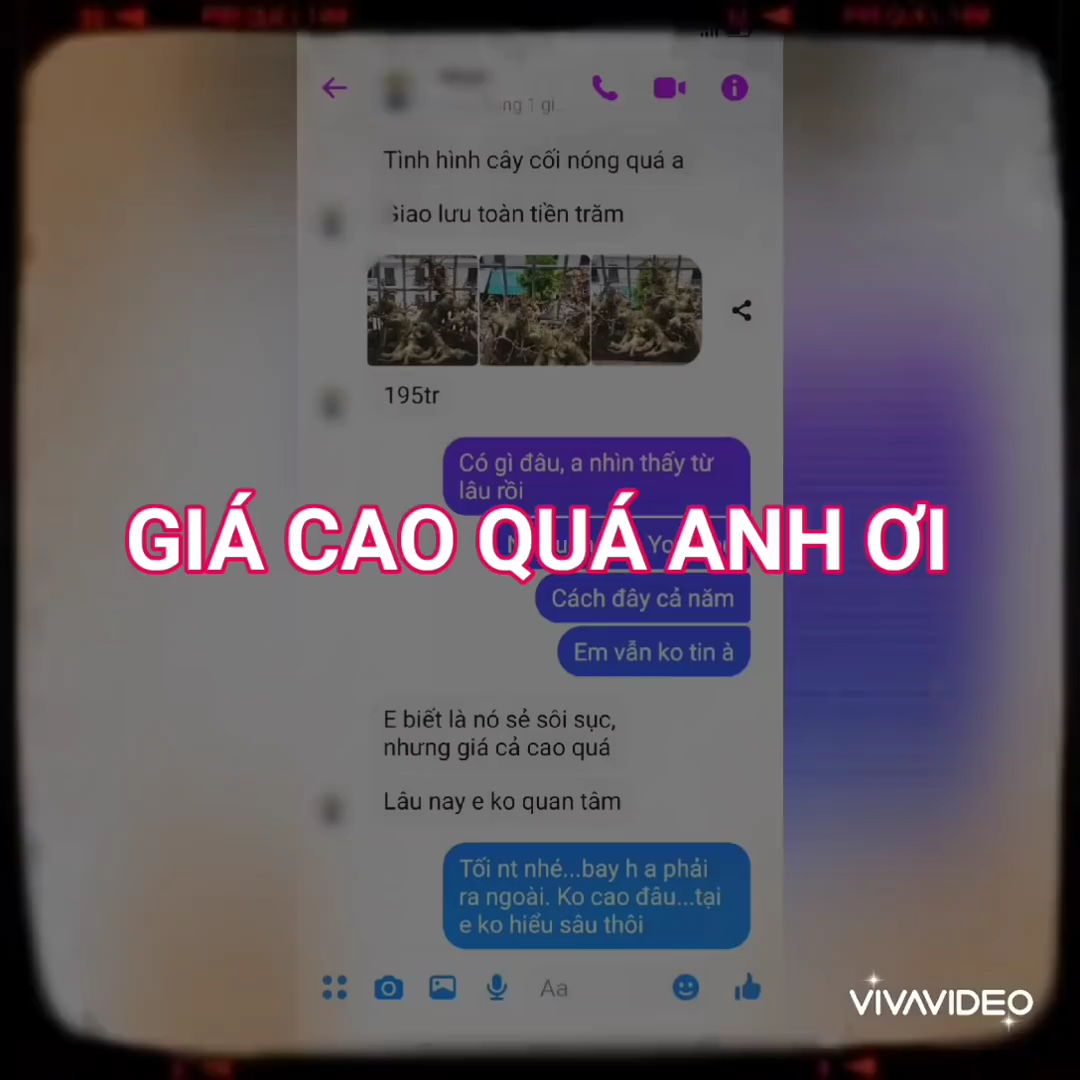 Tình hình cây cối nóng quá a
Giao lưu toàn tiền trăm
195tr
Có gì đâu, a nhìn thấy từ
lâu rồi
GIÁ CAO QUÁ ANH ƠI
Cách đây cả năm
Em vẫn ko tin à
E biết là nó sẻ sôi sục,
nhưng giá cả cao quá
Lâu nay e ko quan tâm
Tối nt nhé...bay h a phải
ra ngoài. Ko cao đâu...tại
e ko hiểu sâu thôi
Aa
VIVAVIDEO